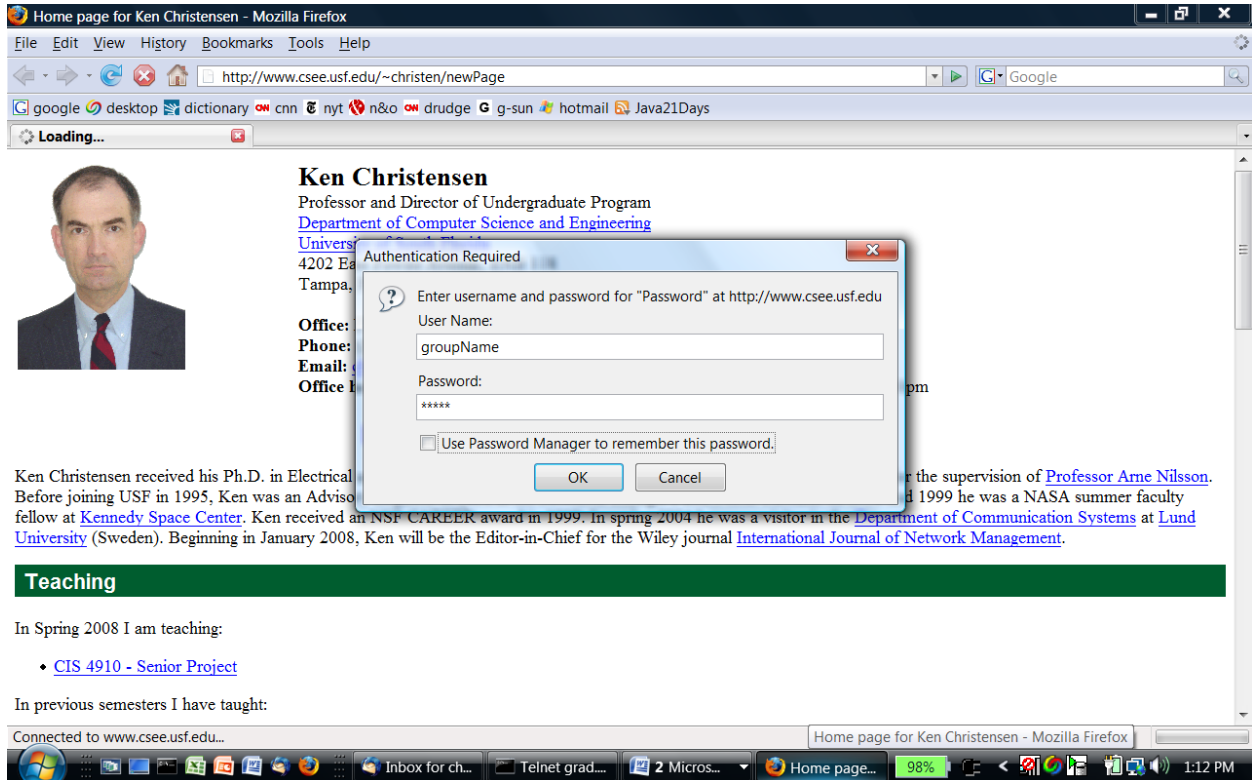 Home page for Ken Christensen - Mozilla Firefox
File Edit View History Bookmarks Tools Help
http://www.csee.usf.edu/~christen/newPage
G Google
G google desktop dictionary cnn nyt n&o drudge G g-sun hotmail Java21Days
Loading...
Ken Christensen
Professor and Director of Undergraduate Program
Department of Computer Science and Engineering
4202
Tampa,
Office:
Phone:
Email:
Office
pm
Authentication Required
Enter username and password for "Password" at http://www.csee.usf.edu
User Name:
groupName
Password:
*****
Use Password Manager to remember this password.
OK Cancel
Ken Christensen received his Ph.D. in Electrical the supervision of Professor Arne Nilsson.
Before joining USF in 1995, Ken was an 1999 he was a NASA summer faculty
fellow at Kennedy Space Center. Ken received an NSF CAREER award in 1999. In spring 2004 he was a visitor in the Department of Communication Systems at Lund
University (Sweden). Beginning in January 2008, Ken will be the Editor-in-Chief for the Wiley journal International Journal of Network Management.
Teaching
In Spring 2008 I am teaching:
• CIS 4910 - Senior Project
In previous semesters I have taught:
Connected to www.csee.usf.edu...
Home page for Ken Christensen - Mozilla Firefox
Inbox for ch... Telnet grad.... 2 Micros... Home page... 98% 1:12 PM